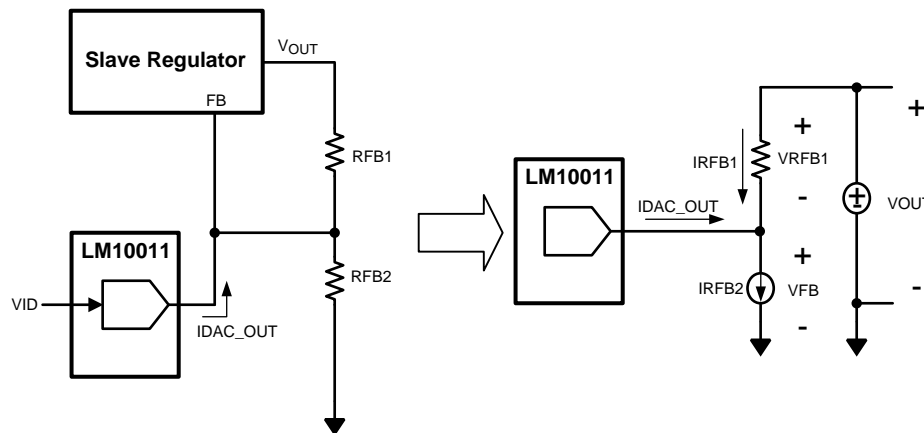 Slave Regulator
VOUT
FB
RFB1
LM10011
VID
IDAC_OUT
RFB2
LM10011
IDAC_OUT
IRFB1
+
VRFB1
-
+
IRFB2
VFB
-
+
VOUT
-